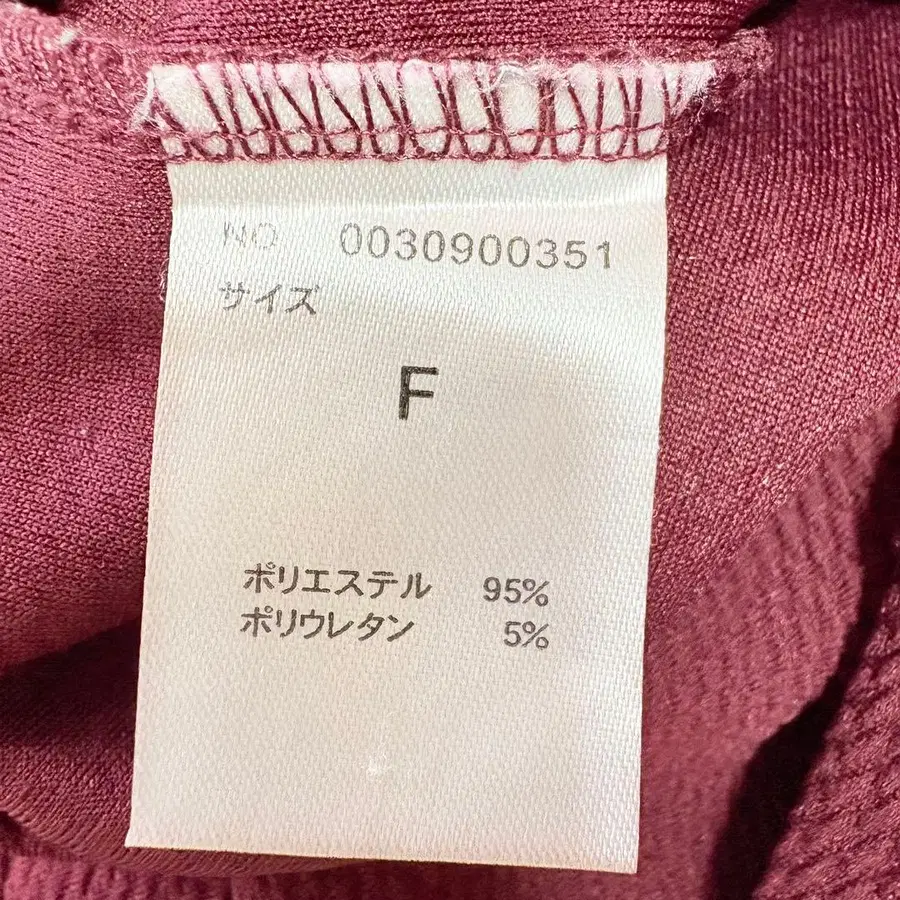 NO 0030900351
サイズ
F
ポリエステル 95%
ポリウレタン 5%